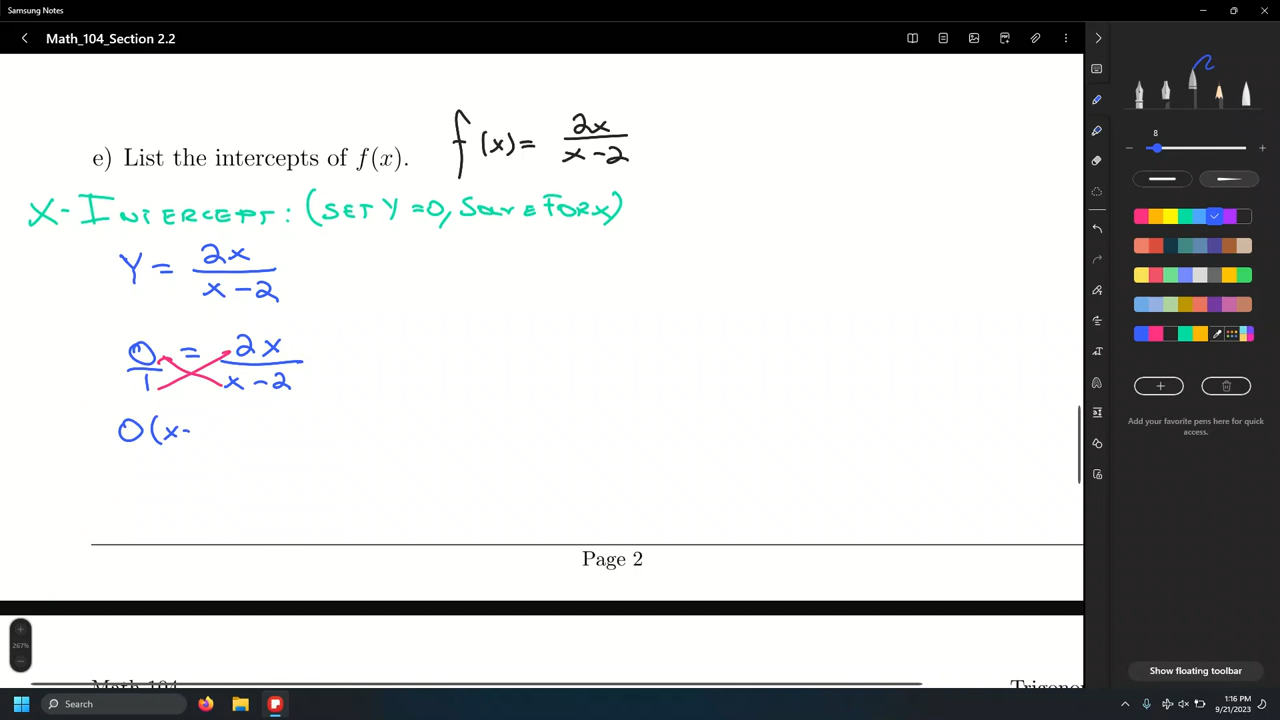 Samsung Notes
Math_104_Section 2.2
e) List the intercepts of f(x). f(x) = 2x / x-2
X-INTERCEPT: (SET Y=0, SOLVE FOR X)
Y = 2x / x-2
0/1 = 2x / x-2
0(x-
Page 2
Math 104 Trigonom
8
Add your favorite pens here for quick access.
Show floating toolbar
267%
Search
1:16 PM
9/21/2023